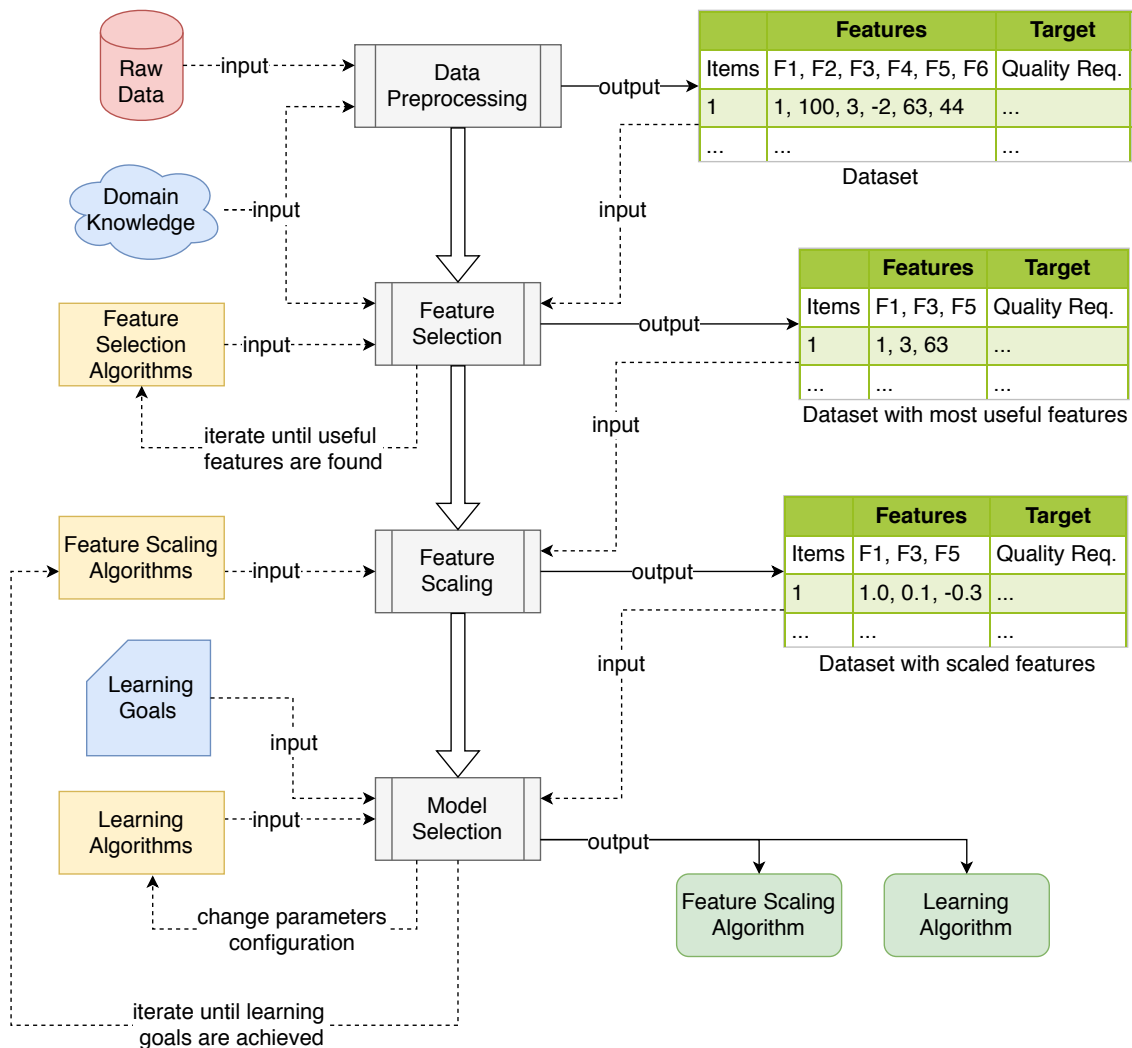 Raw
Data
input
Data
Preprocessing
output
Features Target
Items F1, F2, F3, F4, F5, F6 Quality Req.
1 1, 100, 3, -2, 63, 44 ...
... ... ...
Dataset
Domain
Knowledge
input
input
Feature
Selection
Algorithms
input
Feature
Selection
output
Features Target
Items F1, F3, F5 Quality Req.
1 1, 3, 63 ...
... ... ...
Dataset with most useful features
iterate until useful
features are found
input
Feature Scaling
Algorithms
input
Feature
Scaling
output
Features Target
Items F1, F3, F5 Quality Req.
1 1.0, 0.1, -0.3 ...
... ... ...
Dataset with scaled features
Learning
Goals
input
input
Learning
Algorithms
input
Model
Selection
output
Feature Scaling
Algorithm
Learning
Algorithm
change parameters
configuration
iterate until learning
goals are achieved